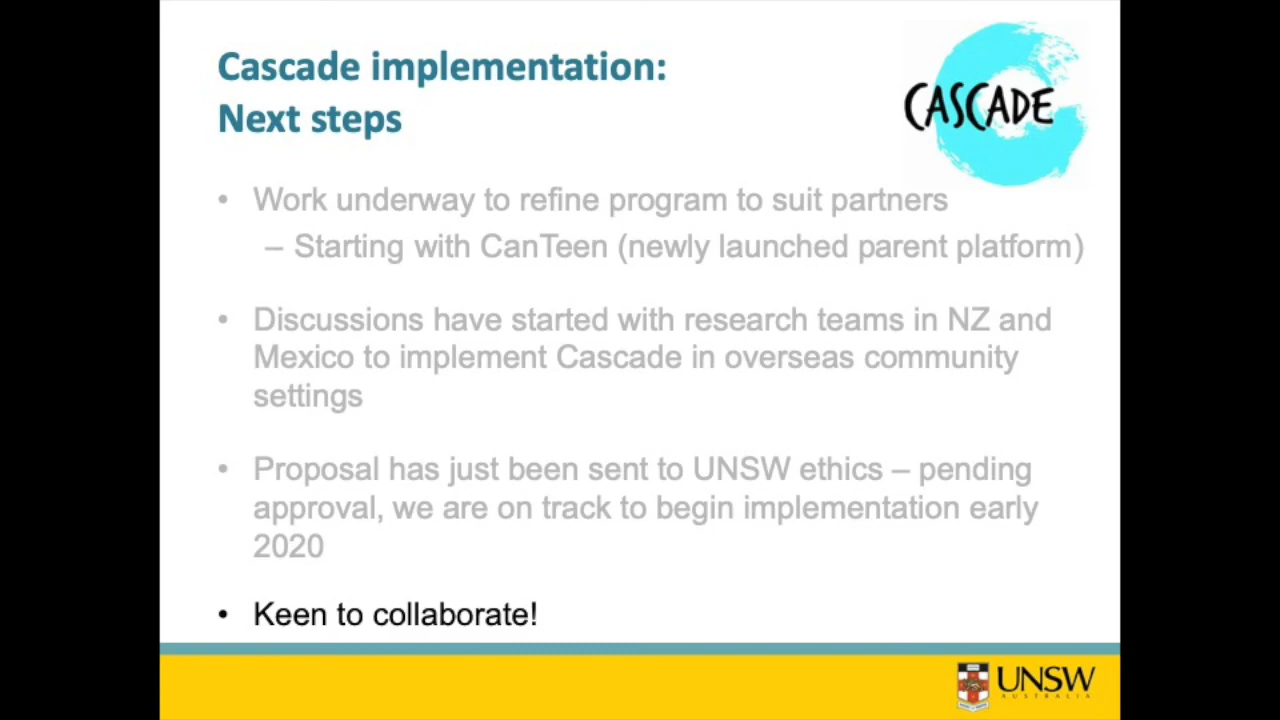 Cascade implementation:
Next steps
CASCADE
• Work underway to refine program to suit partners
– Starting with CanTeen (newly launched parent platform)
• Discussions have started with research teams in NZ and
Mexico to implement Cascade in overseas community
settings
• Proposal has just been sent to UNSW ethics – pending
approval, we are on track to begin implementation early
2020
• Keen to collaborate!
UNSW
AUSTRALIA